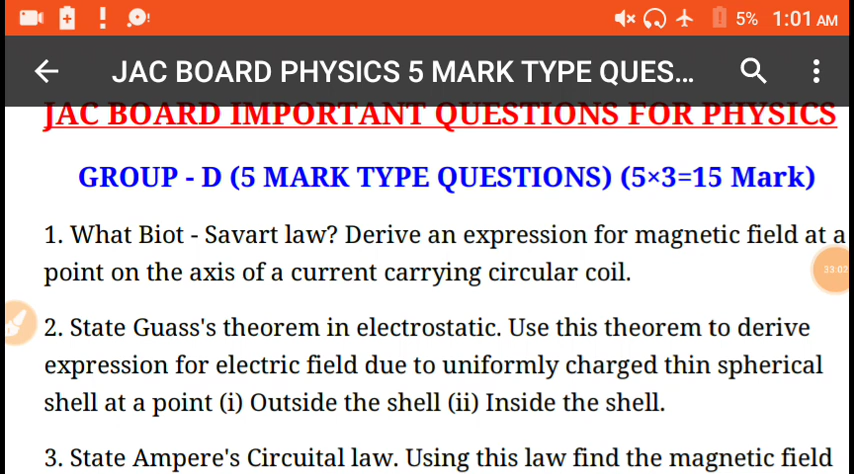 5% 1:01 AM
JAC BOARD PHYSICS 5 MARK TYPE QUES...
JAC BOARD IMPORTANT QUESTIONS FOR PHYSICS
GROUP - D (5 MARK TYPE QUESTIONS) (5×3=15 Mark)
1. What Biot - Savart law? Derive an expression for magnetic field at a
point on the axis of a current carrying circular coil.
33:02
2. State Guass's theorem in electrostatic. Use this theorem to derive
expression for electric field due to uniformly charged thin spherical
shell at a point (i) Outside the shell (ii) Inside the shell.
3. State Ampere's Circuital law. Using this law find the magnetic field